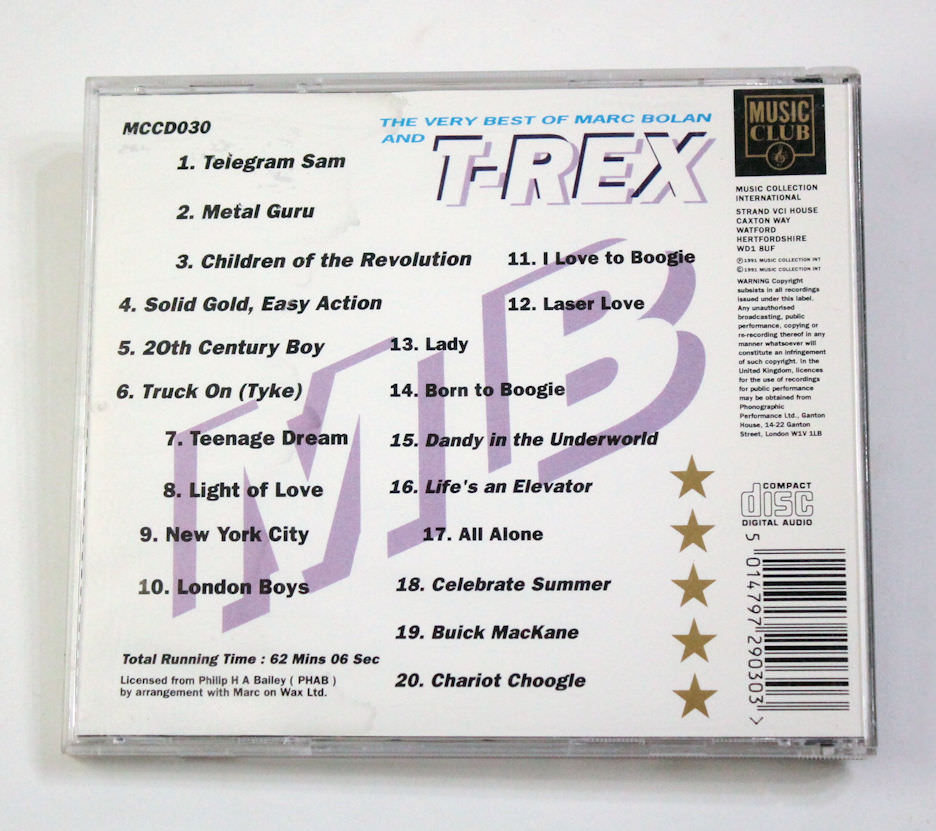 MCCD030
THE VERY BEST OF MARC BOLAN
AND T-REX
1. Telegram Sam
2. Metal Guru
3. Children of the Revolution
4. Solid Gold, Easy Action
5. 20th Century Boy
6. Truck On (Tyke)
7. Teenage Dream
8. Light of Love
9. New York City
10. London Boys
11. I Love to Boogie
12. Laser Love
13. Lady
14. Born to Boogie
15. Dandy in the Underworld
16. Life's an Elevator
17. All Alone
18. Celebrate Summer
19. Buick MacKane
20. Chariot Choogle
MB
Total Running Time : 62 Mins 06 Sec
Licensed from Philip H A Bailey ( PHAB )
by arrangement with Marc on Wax Ltd.
MUSIC
CLUB
MUSIC COLLECTION
INTERNATIONAL
STRAND VCI HOUSE
CAXTON WAY
WATFORD
HERTFORDSHIRE
WD1 8UF
℗ 1991 MUSIC COLLECTION INT
© 1991 MUSIC COLLECTION INT
WARNING Copyright
subsists in all recordings
issued under this label.
Any unauthorised
broadcasting, public
performance, copying or
re-recording thereof in any
manner whatsoever will
constitute an infringement
of such copyright. In the
United Kingdom, licences
for the use of recordings
for public performance
may be obtained from
Phonographic
Performance Ltd., Ganton
House, 14-22 Ganton
Street, London W1V 1LB
COMPACT
disc
DIGITAL AUDIO
5 014797 290303 >